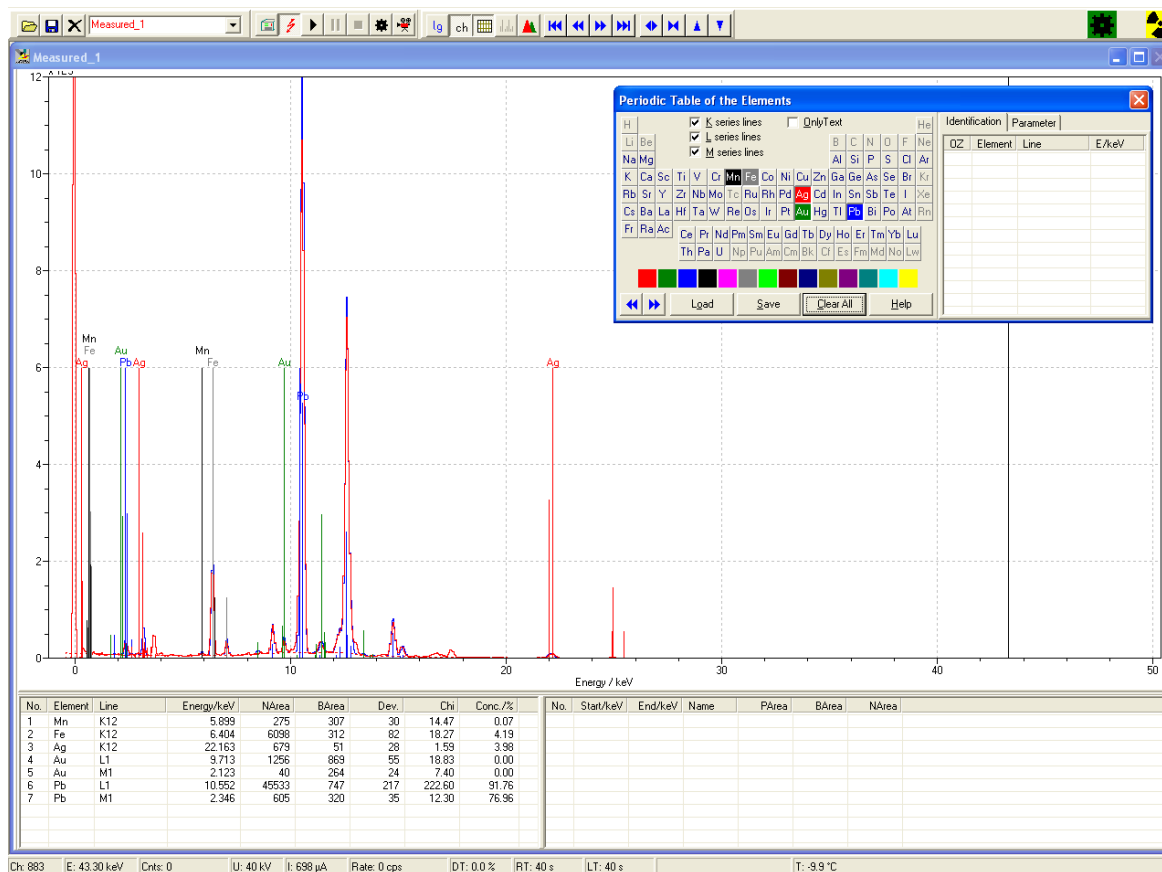 Measured_1
lg ch
Measured_1
x 1E3
12
10
8
6
4
2
0
0 10 20 30 40 50
Energy / keV
Mn
Fe
Ag
Au
Pb
Ag
Mn
Fe
Au
Pb
Ag
Periodic Table of the Elements
K series lines
L series lines
M series lines
OnlyText
H He
Li Be B C N O F Ne
Na Mg Al Si P S Cl Ar
K Ca Sc Ti V Cr Mn Fe Co Ni Cu Zn Ga Ge As Se Br Kr
Rb Sr Y Zr Nb Mo Tc Ru Rh Pd Ag Cd In Sn Sb Te I Xe
Cs Ba La Hf Ta W Re Os Ir Pt Au Hg Tl Pb Bi Po At Rn
Fr Ra Ac Ce Pr Nd Pm Sm Eu Gd Tb Dy Ho Er Tm Yb Lu
Th Pa U Np Pu Am Cm Bk Cf Es Fm Md No Lw
Load Save Clear All Help
Identification Parameter
OZ Element Line E/keV
No. Element Line Energy/keV NArea BArea Dev. Chi Conc./%
1 Mn K12 5.899 275 307 30 14.47 0.07
2 Fe K12 6.404 6098 312 82 18.27 4.19
3 Ag K12 22.163 679 51 28 1.59 3.98
4 Au L1 9.713 1256 869 55 18.83 0.00
5 Au M1 2.123 40 264 24 7.40 0.00
6 Pb L1 10.552 45533 747 217 222.60 91.76
7 Pb M1 2.346 605 320 35 12.30 76.96
No. Start/keV End/keV Name PArea BArea NArea
Ch: 883 E: 43.30 keV Cnts: 0 U: 40 kV I: 698 µA Rate: 0 cps DT: 0.0 % RT: 40 s LT: 40 s T: -9.9 °C